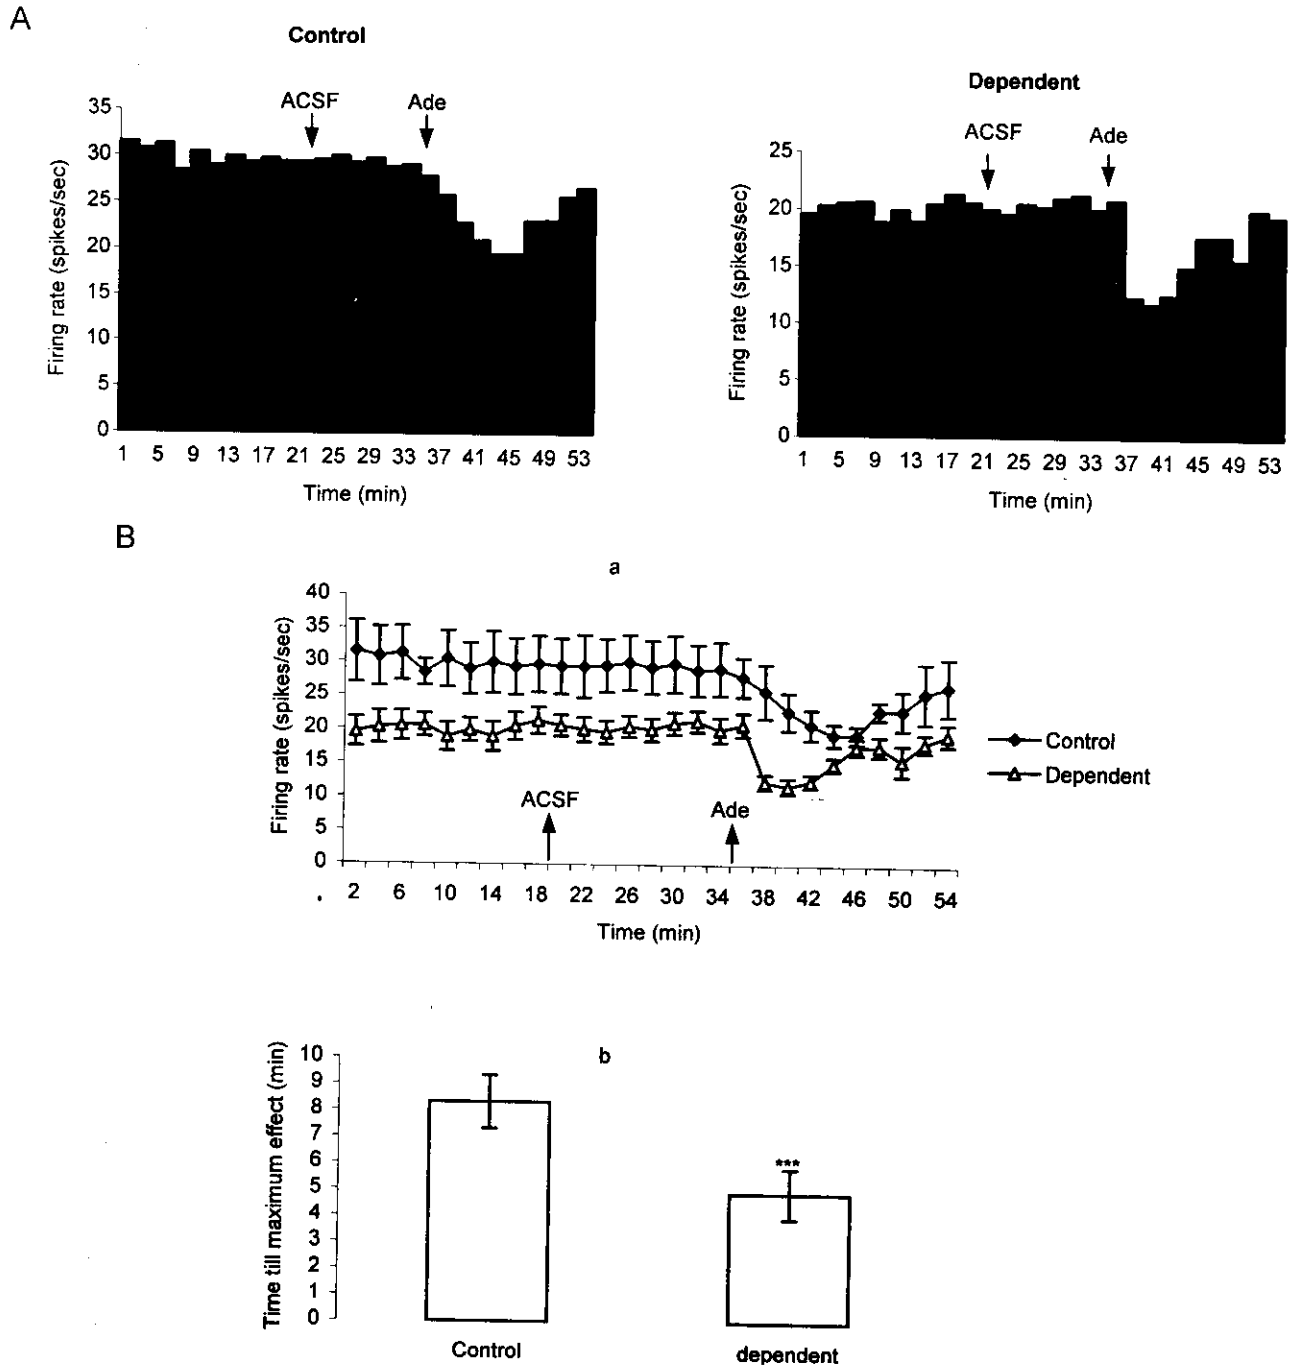 A
Control
ACSF
Ade
35
30
25
20
15
10
5
0
Firing rate (spikes/sec)
1 5 9 13 17 21 25 29 33 37 41 45 49 53
Time (min)
Dependent
ACSF
Ade
25
20
15
10
5
0
Firing rate (spikes/sec)
1 5 9 13 17 21 25 29 33 37 41 45 49 53
Time (min)
B
a
40
35
30
25
20
15
10
5
0
Firing rate (spikes/sec)
ACSF
Ade
Control
Dependent
2 6 10 14 18 22 26 30 34 38 42 46 50 54
Time (min)
b
10
9
8
7
6
5
4
3
2
1
0
Time till maximum effect (min)
***
Control
dependent